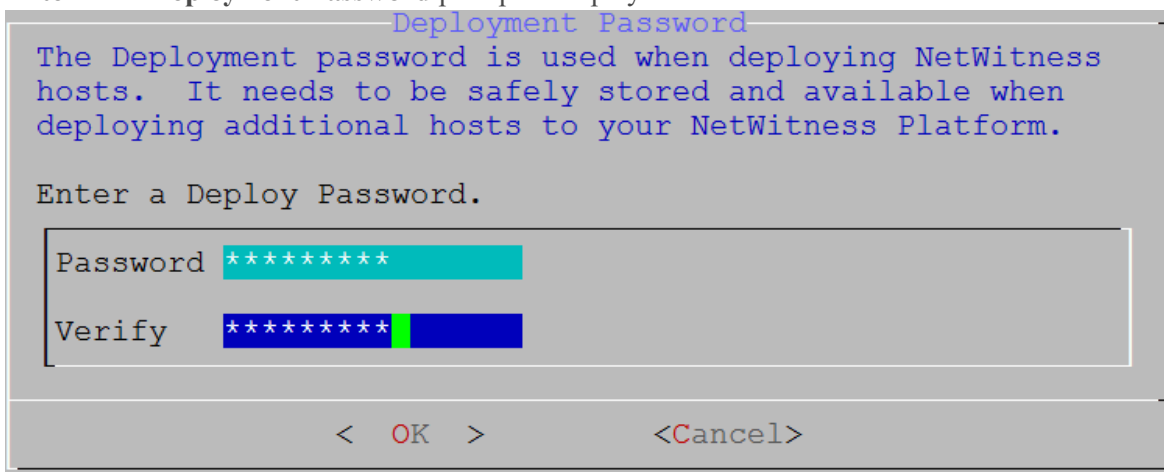 Deployment Password
The Deployment password is used when deploying NetWitness
hosts.  It needs to be safely stored and available when
deploying additional hosts to your NetWitness Platform.
Enter a Deploy Password.
Password *********
Verify *********
<  OK  > <Cancel>